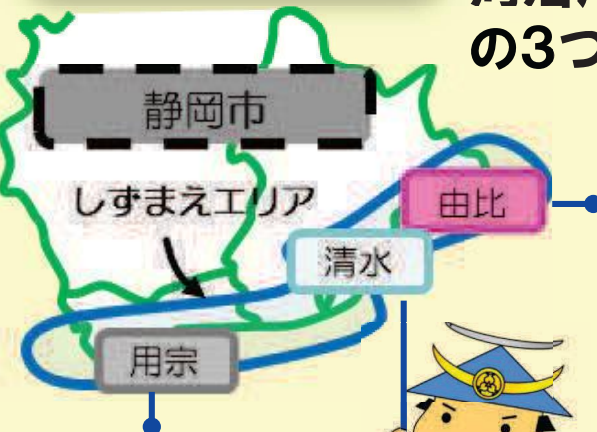 の3つ
静岡市
しずまえエリア
由比
清水
用宗